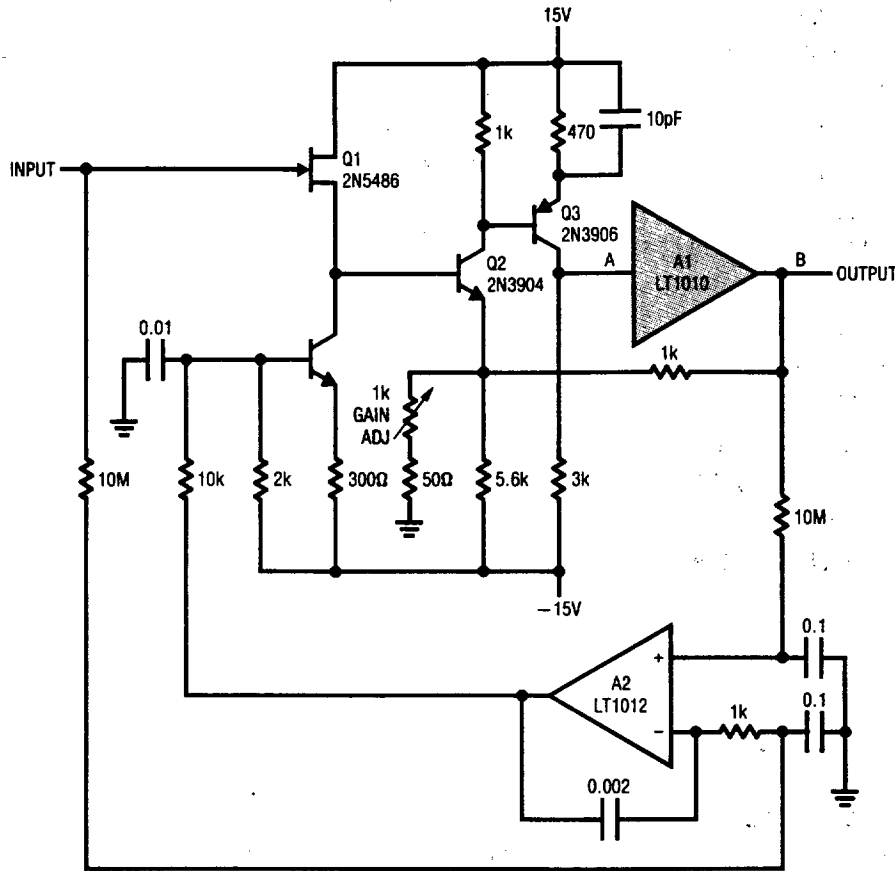 15V
1k
470
10pF
INPUT
Q1
2N5486
Q3
2N3906
A
A1
LT1010
B
OUTPUT
Q2
2N3904
0.01
1k
GAIN
ADJ
1k
10M
10k
2k
300Ω
50Ω
5.6k
3k
10M
−15V
0.1
+
A2
LT1012
−
1k
0.1
0.002